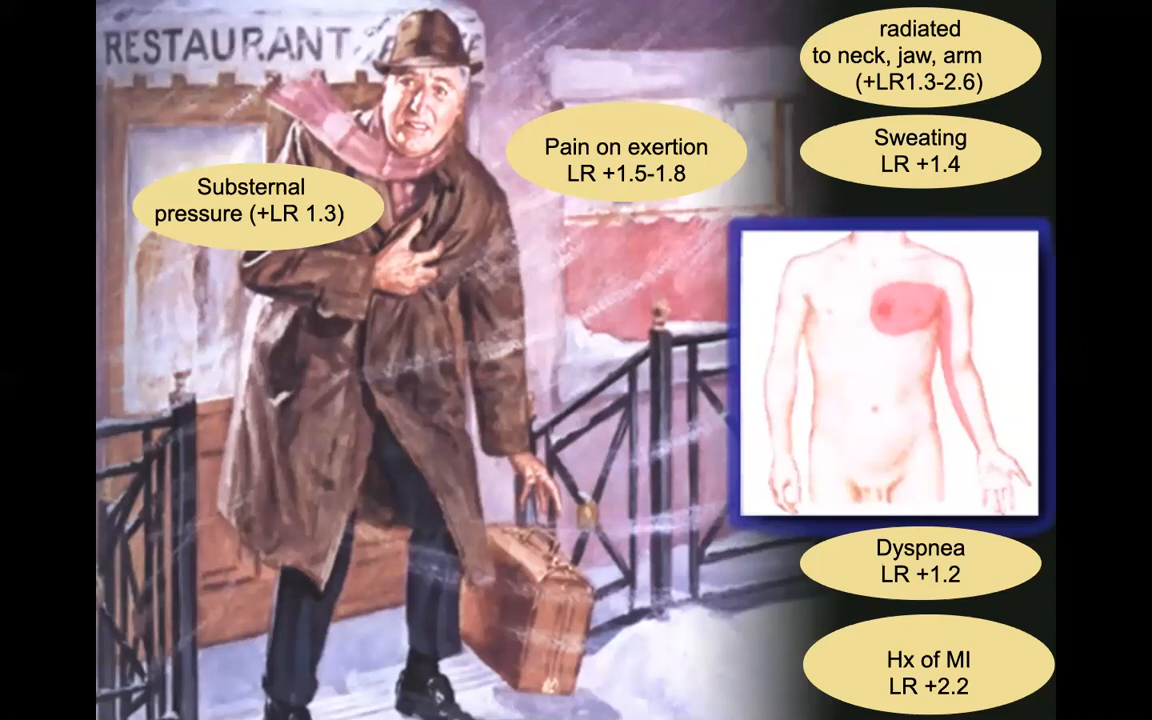 RESTAURANT
radiated
to neck, jaw, arm
(+LR1.3-2.6)
Pain on exertion
LR +1.5-1.8
Sweating
LR +1.4
Substernal
pressure (+LR 1.3)
Dyspnea
LR +1.2
Hx of MI
LR +2.2